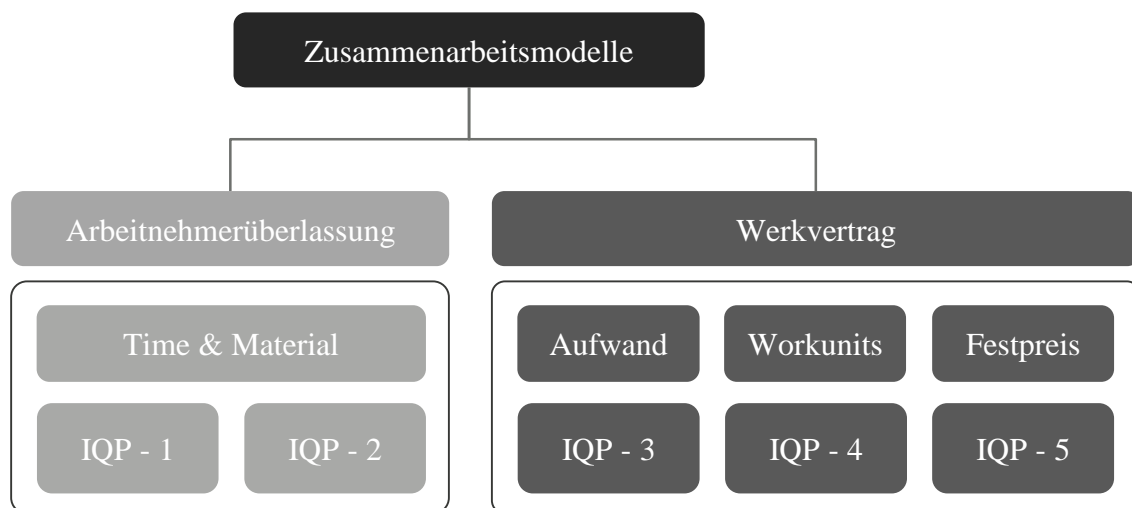 Zusammenarbeitsmodelle
Arbeitnehmerüberlassung
Werkvertrag
Time & Material
Aufwand
Workunits
Festpreis
IQP - 1
IQP - 2
IQP - 3
IQP - 4
IQP - 5